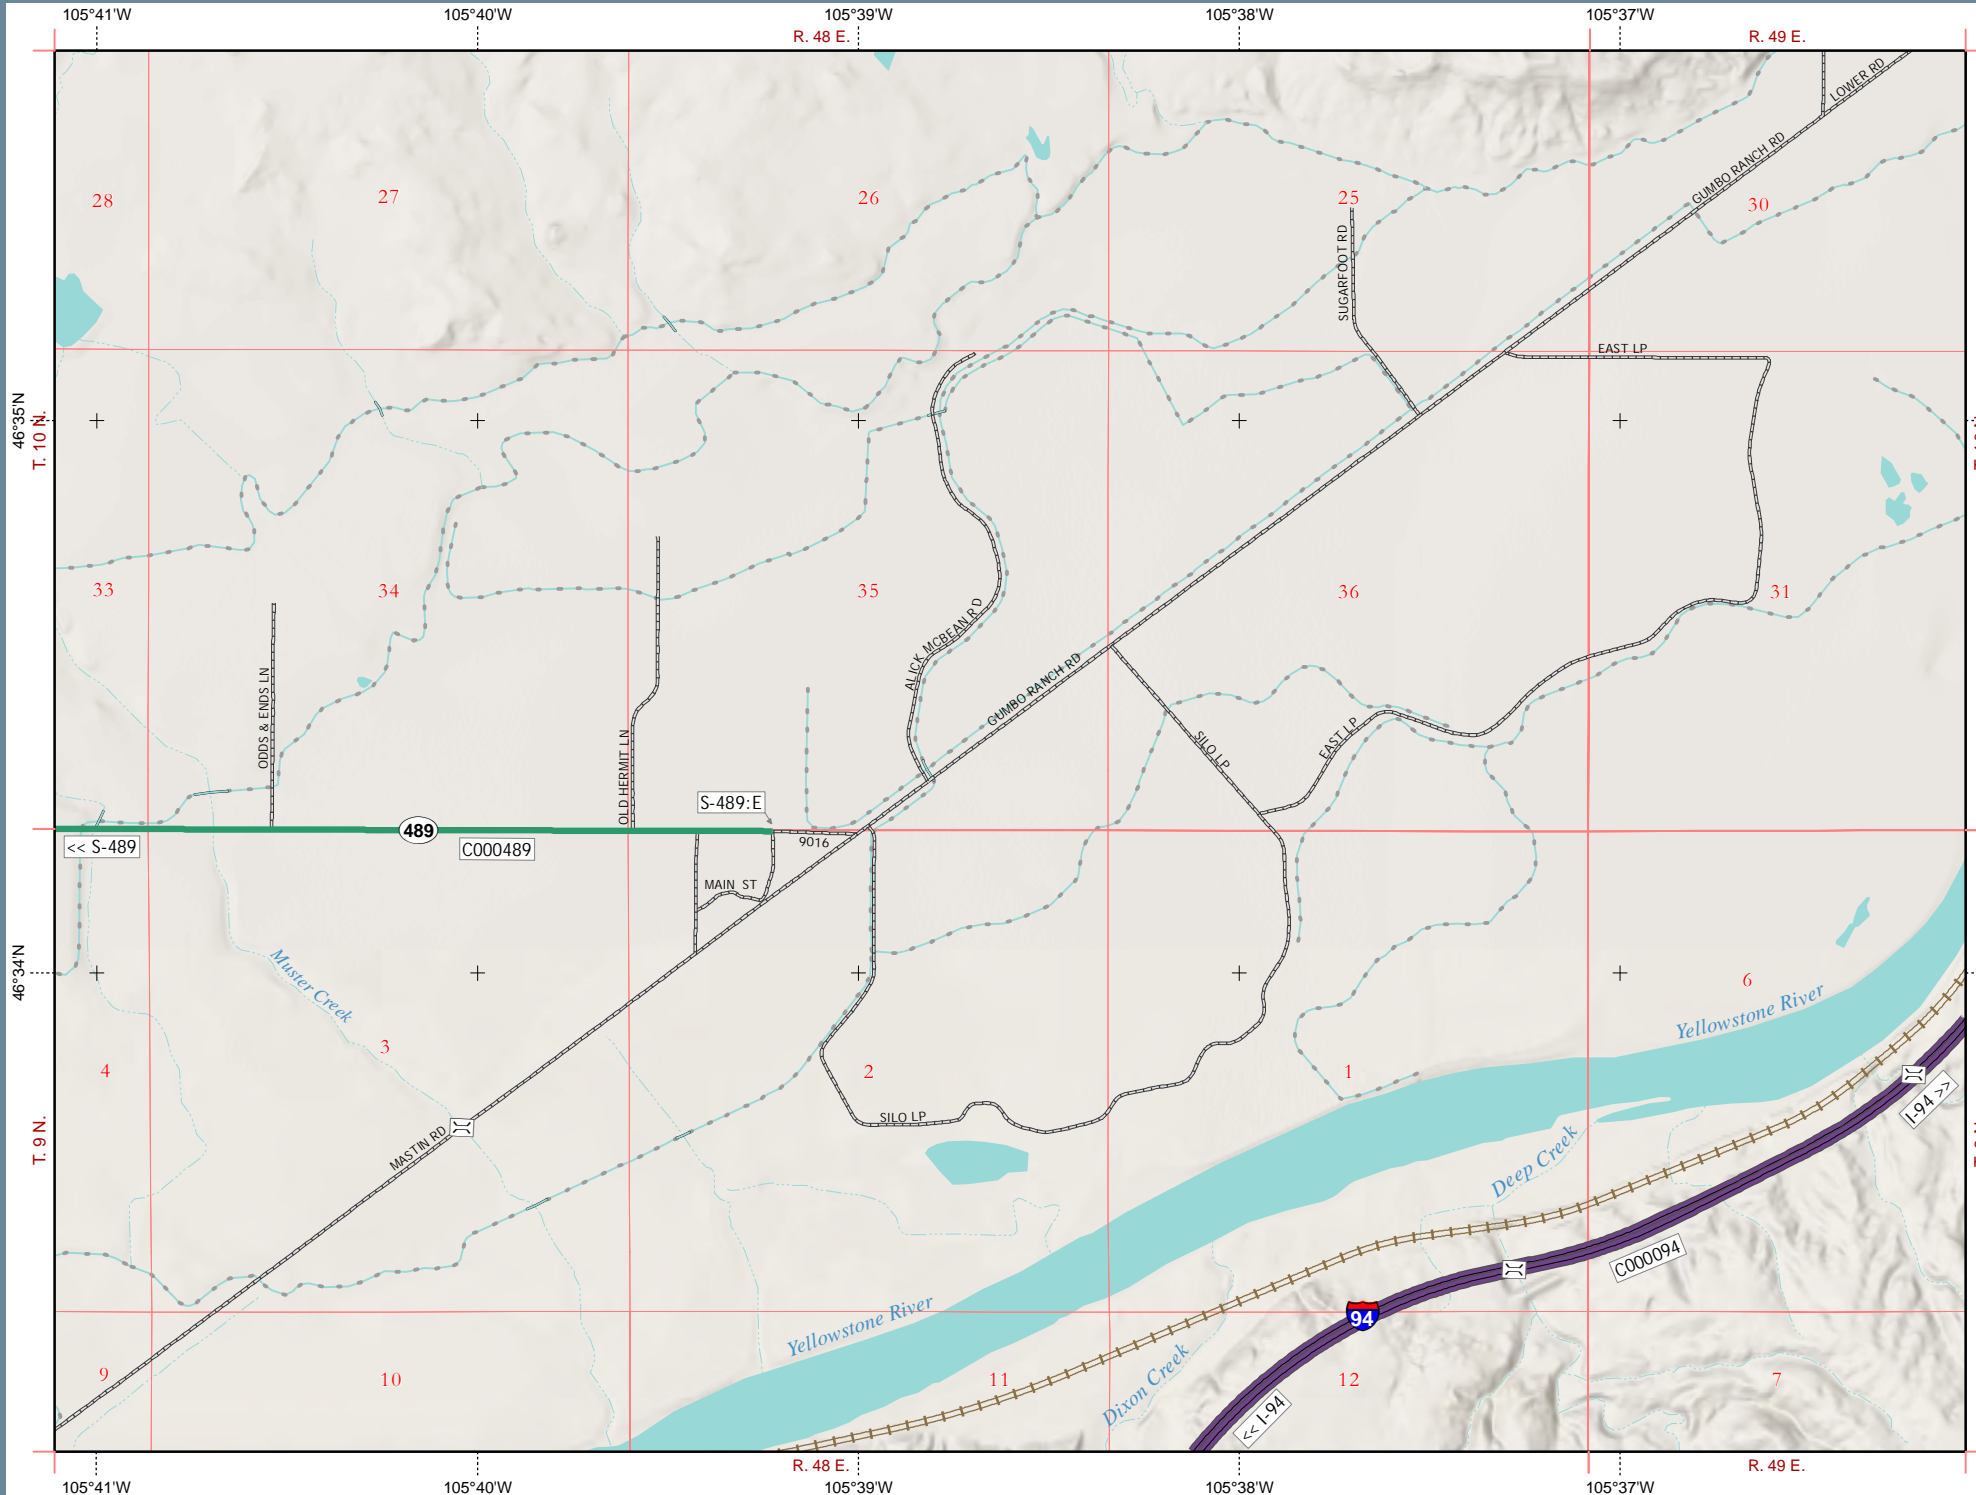 105°41'W
105°40'W
105°39'W
105°38'W
105°37'W
R. 48 E.
R. 49 E.
LOWER RD
GUMBO RANCH RD
28
27
26
25
30
SUGARFOOT RD
EAST LP
46°35'N
T. 10 N.
33
34
35
36
31
ALICK MCBEAN RD
GUMBO RANCH RD
ODDS & ENDS LN
OLD HERMIT LN
SILO LP
EAST LP
S-489:E
489
<< S-489
C000489
9016
MAIN ST
46°34'N
Muster Creek
6
Yellowstone River
4
3
2
1
I-94 >>
SILO LP
MASTIN RD
T. 9 N.
Deep Creek
C000094
Yellowstone River
94
Dixon Creek
9
10
11
12
7
<< I-94
R. 48 E.
R. 49 E.
105°41'W
105°40'W
105°39'W
105°38'W
105°37'W